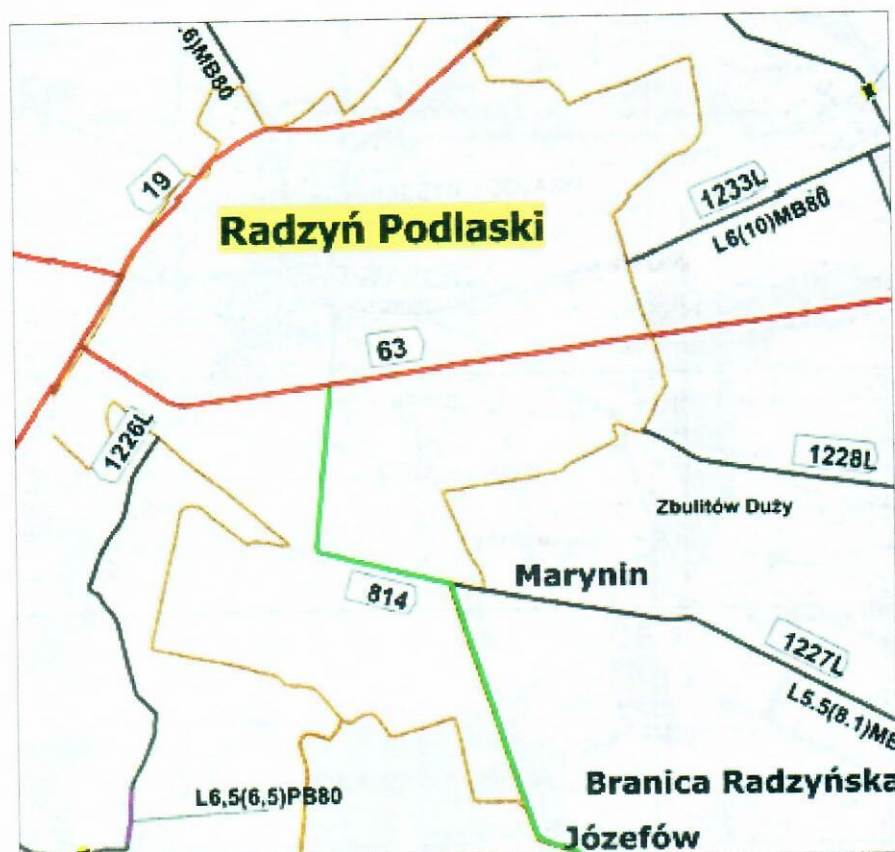 .6)MB80
19
1233L
L6(10)MB80
Radzyń Podlaski
63
1226L
1228L
Zbulitów Duży
Marynin
814
1227L
L5.5(8.1)MB
L6,5(6,5)PB80
Branica Radzyńska
Józefów